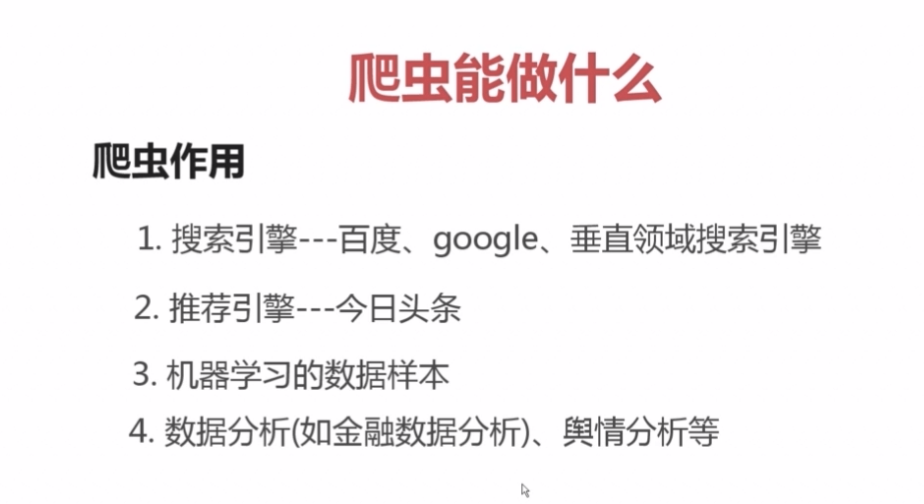 爬虫能做什么
爬虫作用
1. 搜索引擎---百度、google、垂直领域搜索引擎
2. 推荐引擎---今日头条
3. 机器学习的数据样本
4. 数据分析(如金融数据分析)、舆情分析等